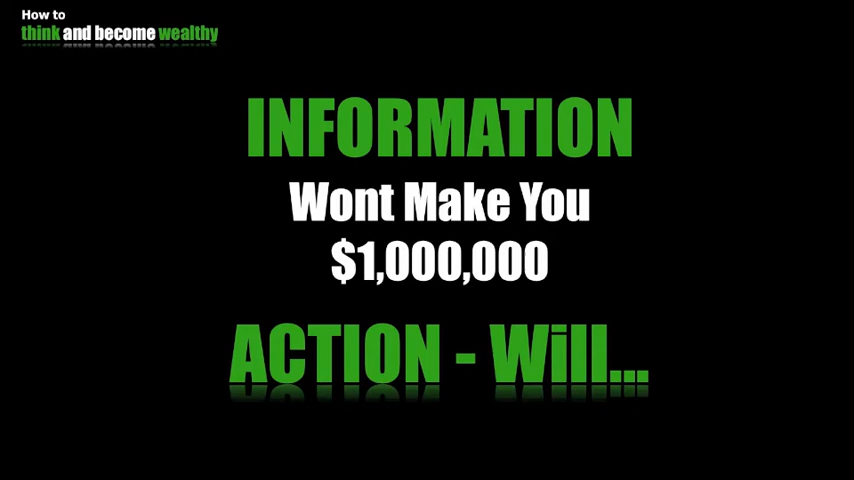 How to
think and become wealthy
INFORMATION
Wont Make You
$1,000,000
ACTION - Will...